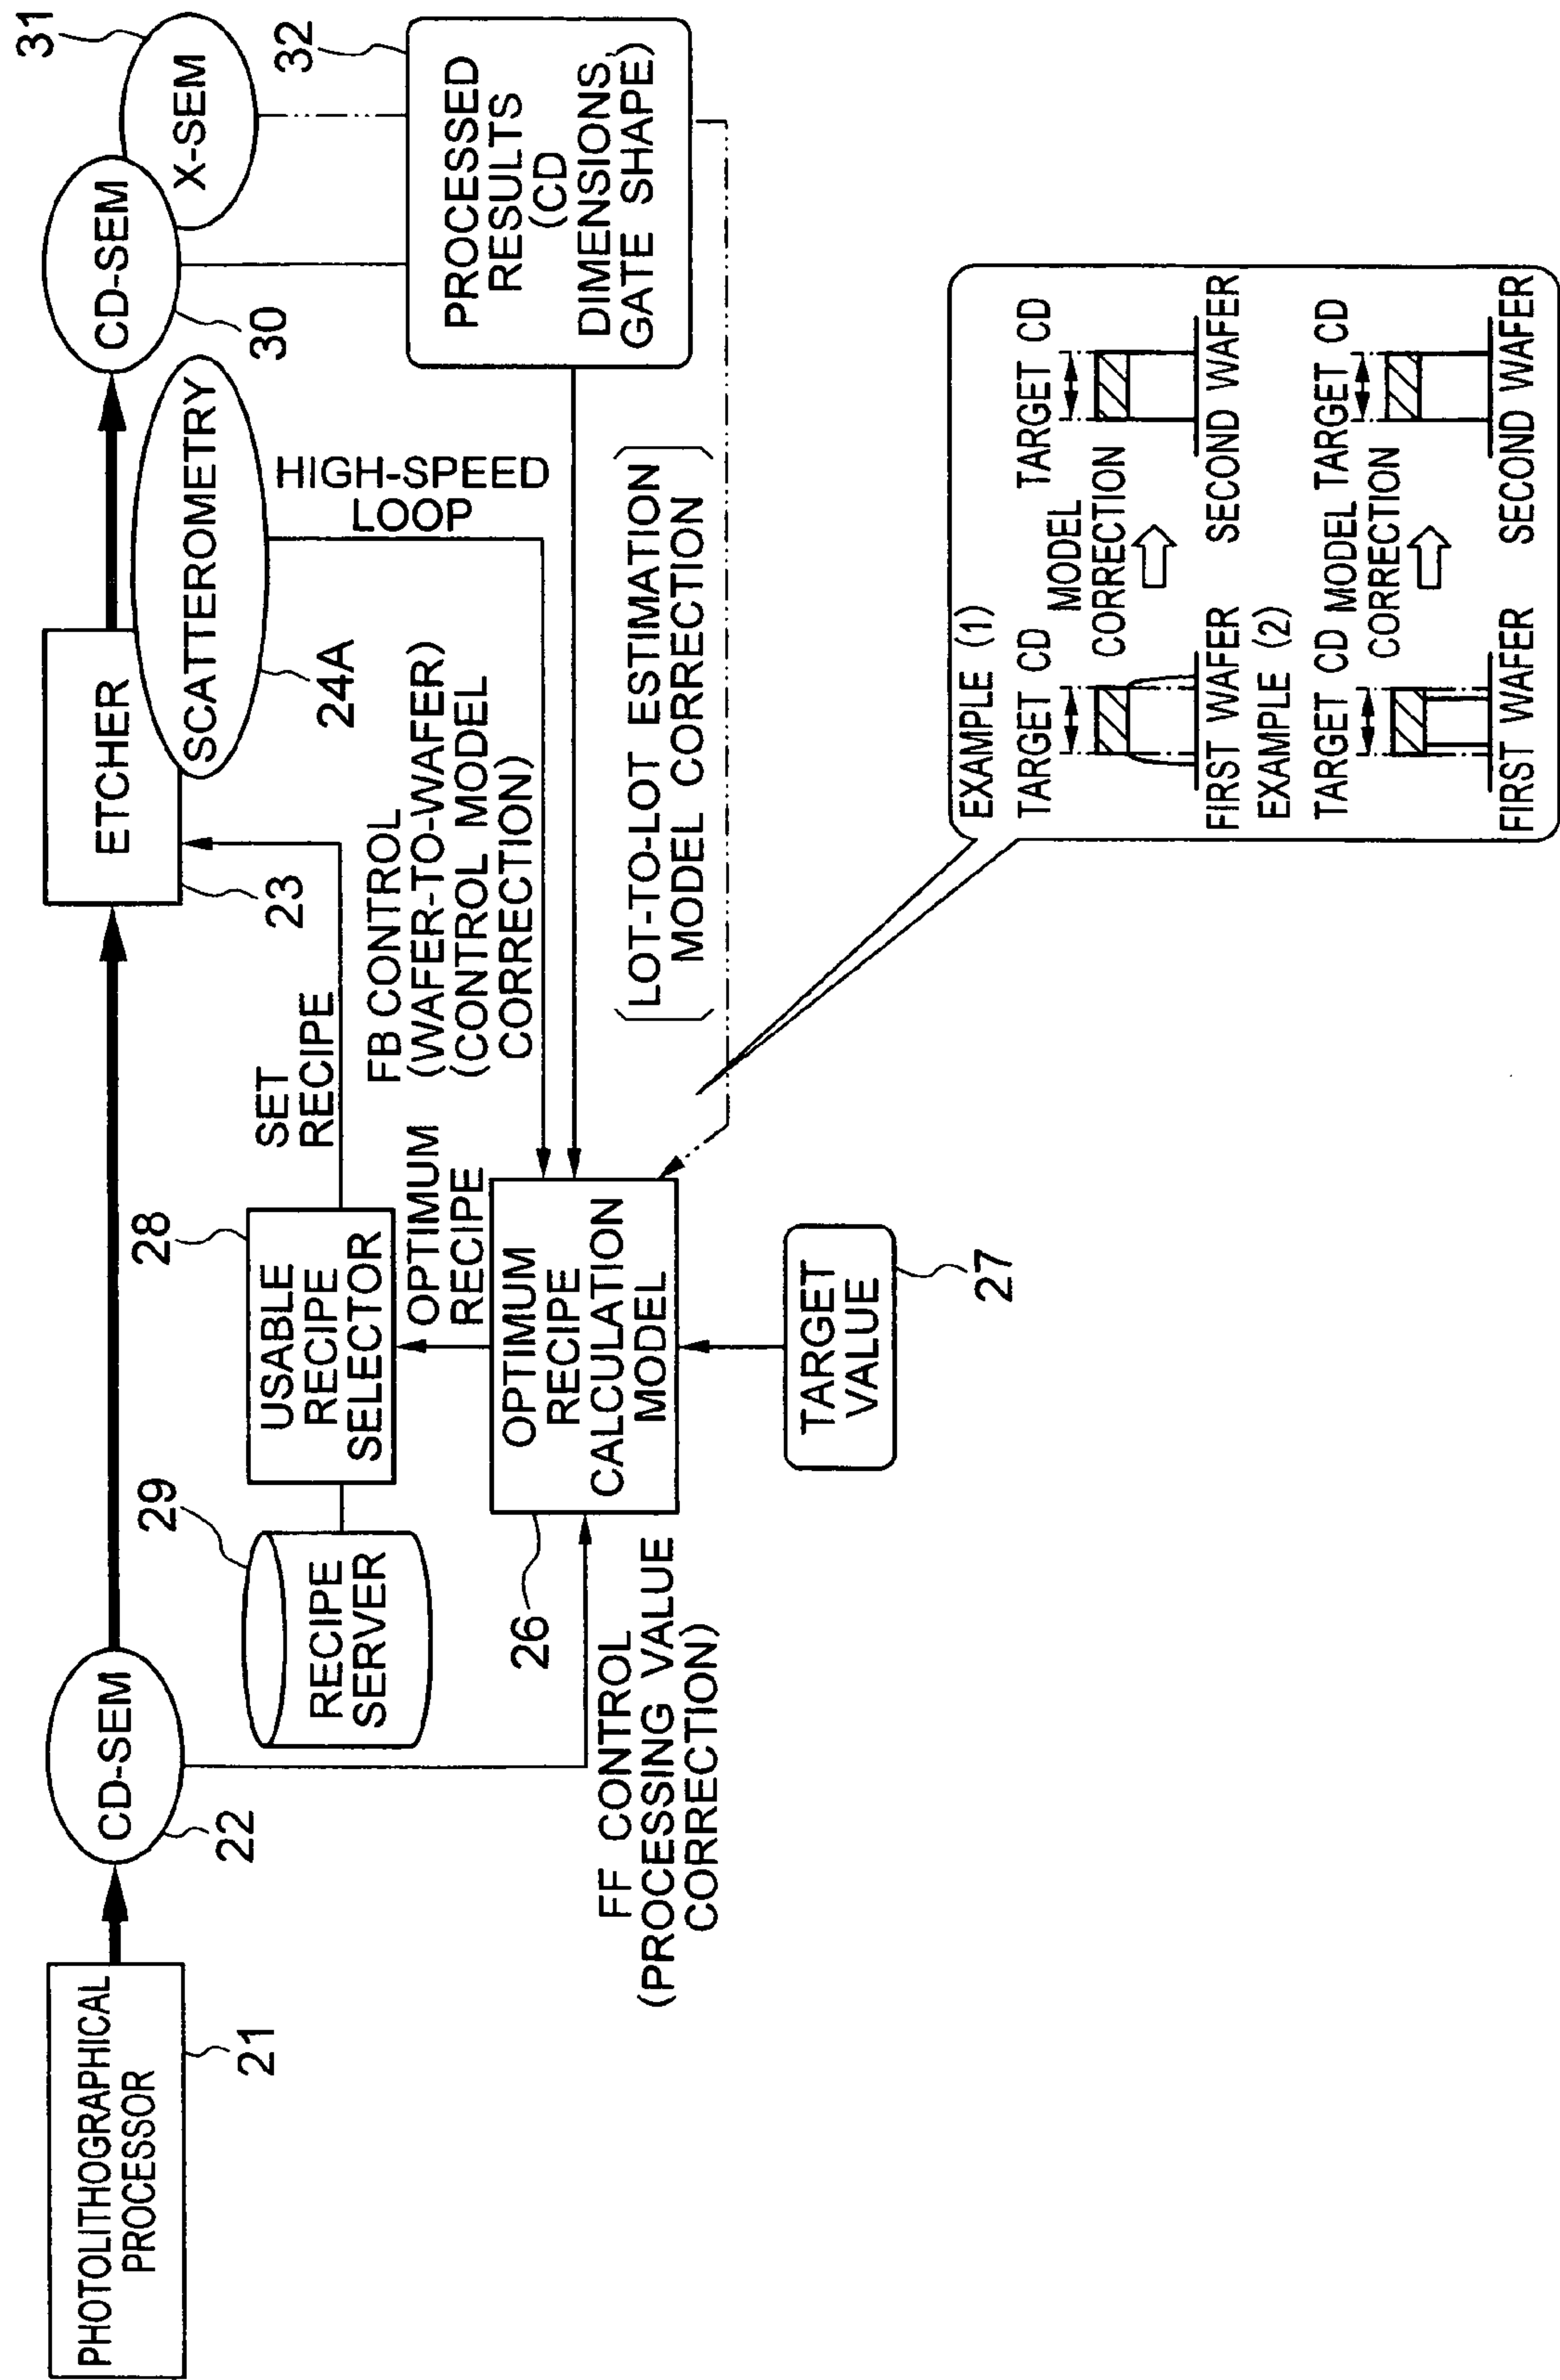 PHOTOLITHOGRAPHICAL
PROCESSOR
21
CD-SEM
22
ETCHER
23
SCATTEROMETRY
24A
CD-SEM
30
X-SEM
31
PROCESSED
RESULTS
(CD
DIMENSIONS,
GATE SHAPE)
32
RECIPE
SERVER
29
USABLE
RECIPE
SELECTOR
28
SET
RECIPE
OPTIMUM
RECIPE
OPTIMUM
RECIPE
CALCULATION
MODEL
26
TARGET
VALUE
27
FF CONTROL
(PROCESSING VALUE
CORRECTION)
HIGH-SPEED
LOOP
FB CONTROL
(WAFER-TO-WAFER)
(CONTROL MODEL
CORRECTION)
LOT-TO-LOT ESTIMATION
MODEL CORRECTION
EXAMPLE (1)
TARGET CD
MODEL
CORRECTION
TARGET CD
FIRST WAFER
SECOND WAFER
EXAMPLE (2)
TARGET CD
MODEL
CORRECTION
TARGET CD
FIRST WAFER
SECOND WAFER